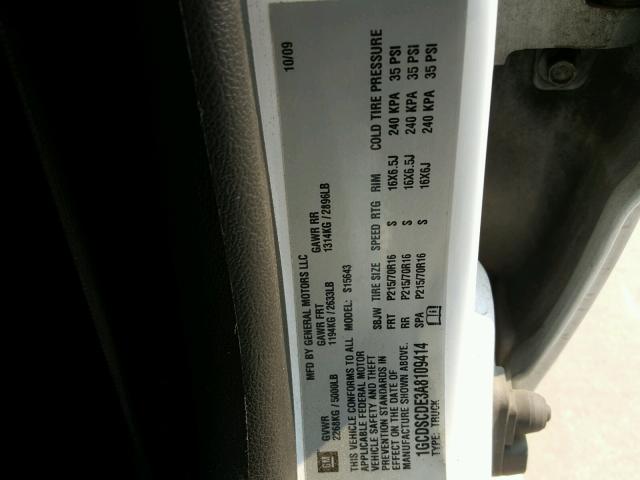 GM
MFD BY GENERAL MOTORS LLC
10/09
GVWR GAWR FRT GAWR RR
2268KG / 5000LB 1194KG / 2633LB 1314KG / 2896LB
THIS VEHICLE CONFORMS TO ALL MODEL: S15643
APPLICABLE FEDERAL MOTOR
VEHICLE SAFETY AND THEFT
PREVENTION STANDARDS IN
EFFECT ON THE DATE OF
MANUFACTURE SHOWN ABOVE.
1GCDSCDE3A8109414
TYPE: TRUCK
SBJW TIRE SIZE SPEED RTG RIM COLD TIRE PRESSURE
FRT P215/70R16 S 16X6.5J 240 KPA 35 PSI
RR P215/70R16 S 16X6.5J 240 KPA 35 PSI
SPA P215/70R16 S 16X6J 240 KPA 35 PSI